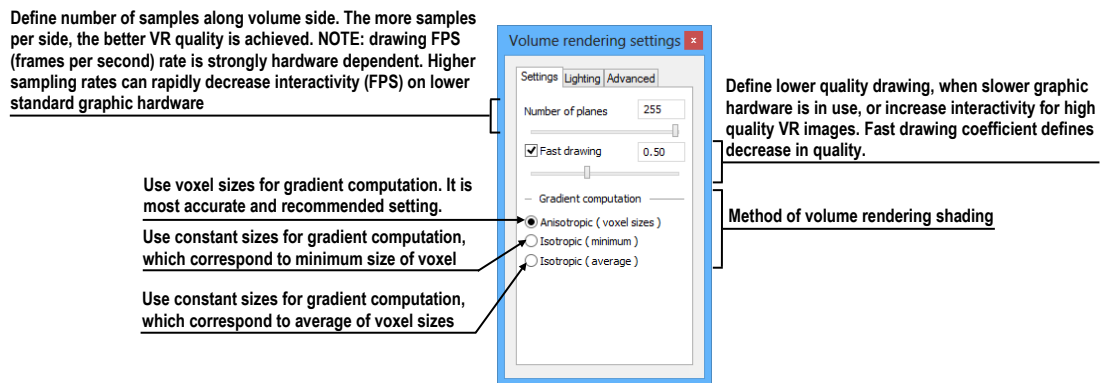 Define number of samples along volume side. The more samples
per side, the better VR quality is achieved. NOTE: drawing FPS
(frames per second) rate is strongly hardware dependent. Higher
sampling rates can rapidly decrease interactivity (FPS) on lower
standard graphic hardware
Volume rendering settings
x
Settings Lighting Advanced
Number of planes 255
Fast drawing 0.50
Gradient computation
Anisotropic ( voxel sizes )
Isotropic ( minimum )
Isotropic ( average )
Define lower quality drawing, when slower graphic
hardware is in use, or increase interactivity for high
quality VR images. Fast drawing coefficient defines
decrease in quality.
Use voxel sizes for gradient computation. It is
most accurate and recommended setting.
Use constant sizes for gradient computation,
which correspond to minimum size of voxel
Use constant sizes for gradient computation,
which correspond to average of voxel sizes
Method of volume rendering shading